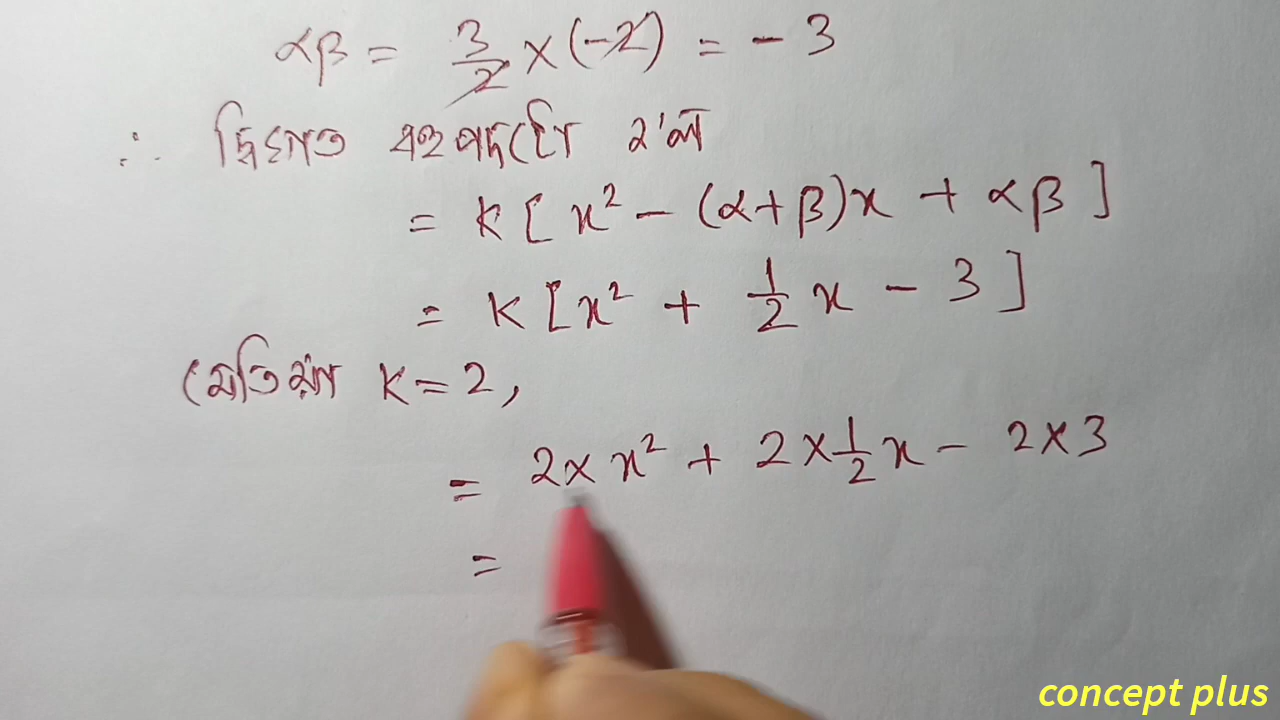 αβ = 3/2 × (-2) = - 3
∴ দ্বিঘাত বহুপদটো হ'ল
= K [ x² - (α+β)x + αβ ]
= K [ x² + 1/2 x - 3 ]
যেতিয়া K = 2,
= 2 × x² + 2 × 1/2 x - 2 × 3
=
concept plus